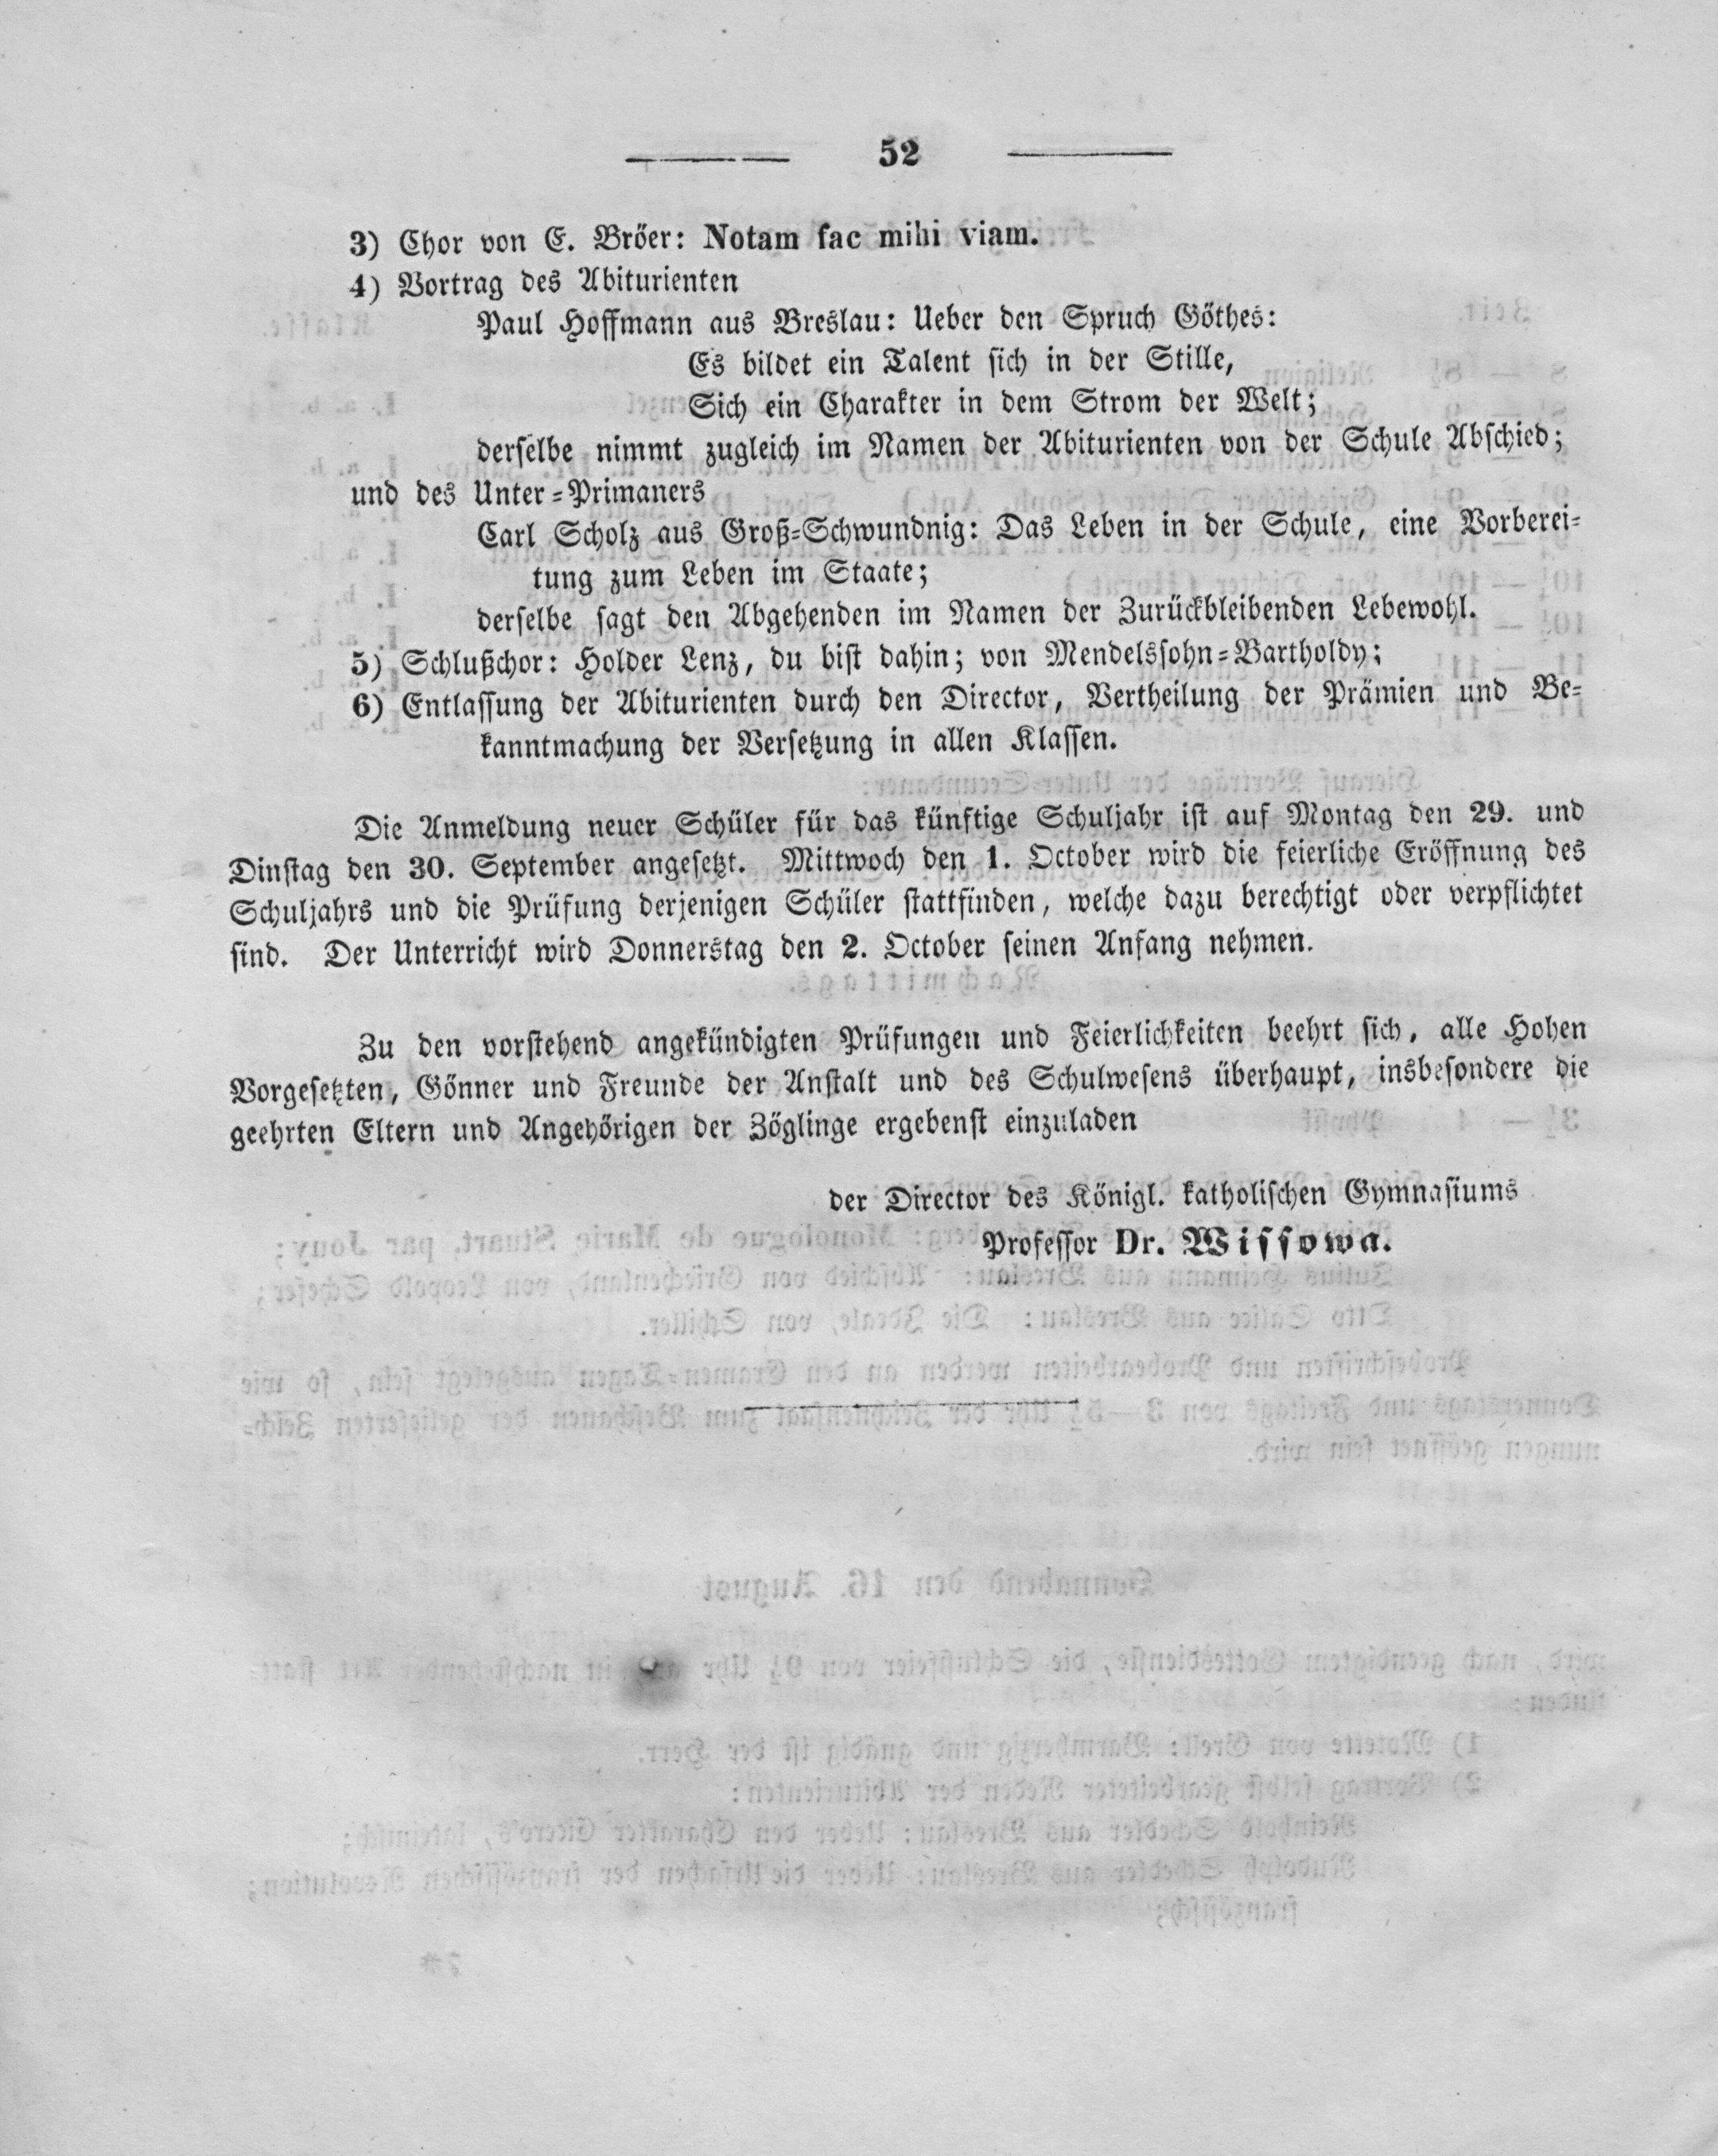 52
3) Chor von E. Bröer: Notam fac mihi viam.
4) Vortrag des Abiturienten
Paul Hoffmann aus Breslau: Ueber den Spruch Göthes:
Es bildet ein Talent sich in der Stille,
Sich ein Charakter in dem Strom der Welt;
derselbe nimmt zugleich im Namen der Abiturienten von der Schule Abschied;
und des Unter-Primaners
Carl Scholz aus Groß-Schwundnig: Das Leben in der Schule, eine Vorberei-
tung zum Leben im Staate;
derselbe sagt den Abgehenden im Namen der Zurückbleibenden Lebewohl.
5) Schlußchor: Holder Lenz, du bist dahin; von Mendelssohn-Bartholdy;
6) Entlassung der Abiturienten durch den Director, Vertheilung der Prämien und Be-
kanntmachung der Versetzung in allen Klassen.
Die Anmeldung neuer Schüler für das künftige Schuljahr ist auf Montag den 29. und
Dinstag den 30. September angesetzt. Mittwoch den 1. October wird die feierliche Eröffnung des
Schuljahrs und die Prüfung derjenigen Schüler stattfinden, welche dazu berechtigt oder verpflichtet
sind. Der Unterricht wird Donnerstag den 2. October seinen Anfang nehmen.
Zu den vorstehend angekündigten Prüfungen und Feierlichkeiten beehrt sich, alle Hohen
Vorgesetzten, Gönner und Freunde der Anstalt und des Schulwesens überhaupt, insbesondere die
geehrten Eltern und Angehörigen der Zöglinge ergebenst einzuladen
der Director des Königl. katholischen Gymnasiums
Professor Dr. Wissowa.